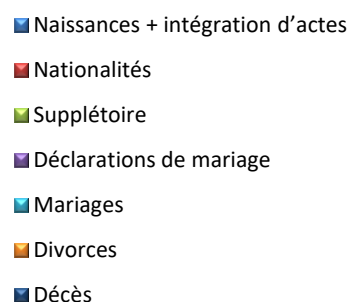 Naissances + intégration d’actes
Nationalités
Supplétoire
Déclarations de mariage
Mariages
Divorces
Décès